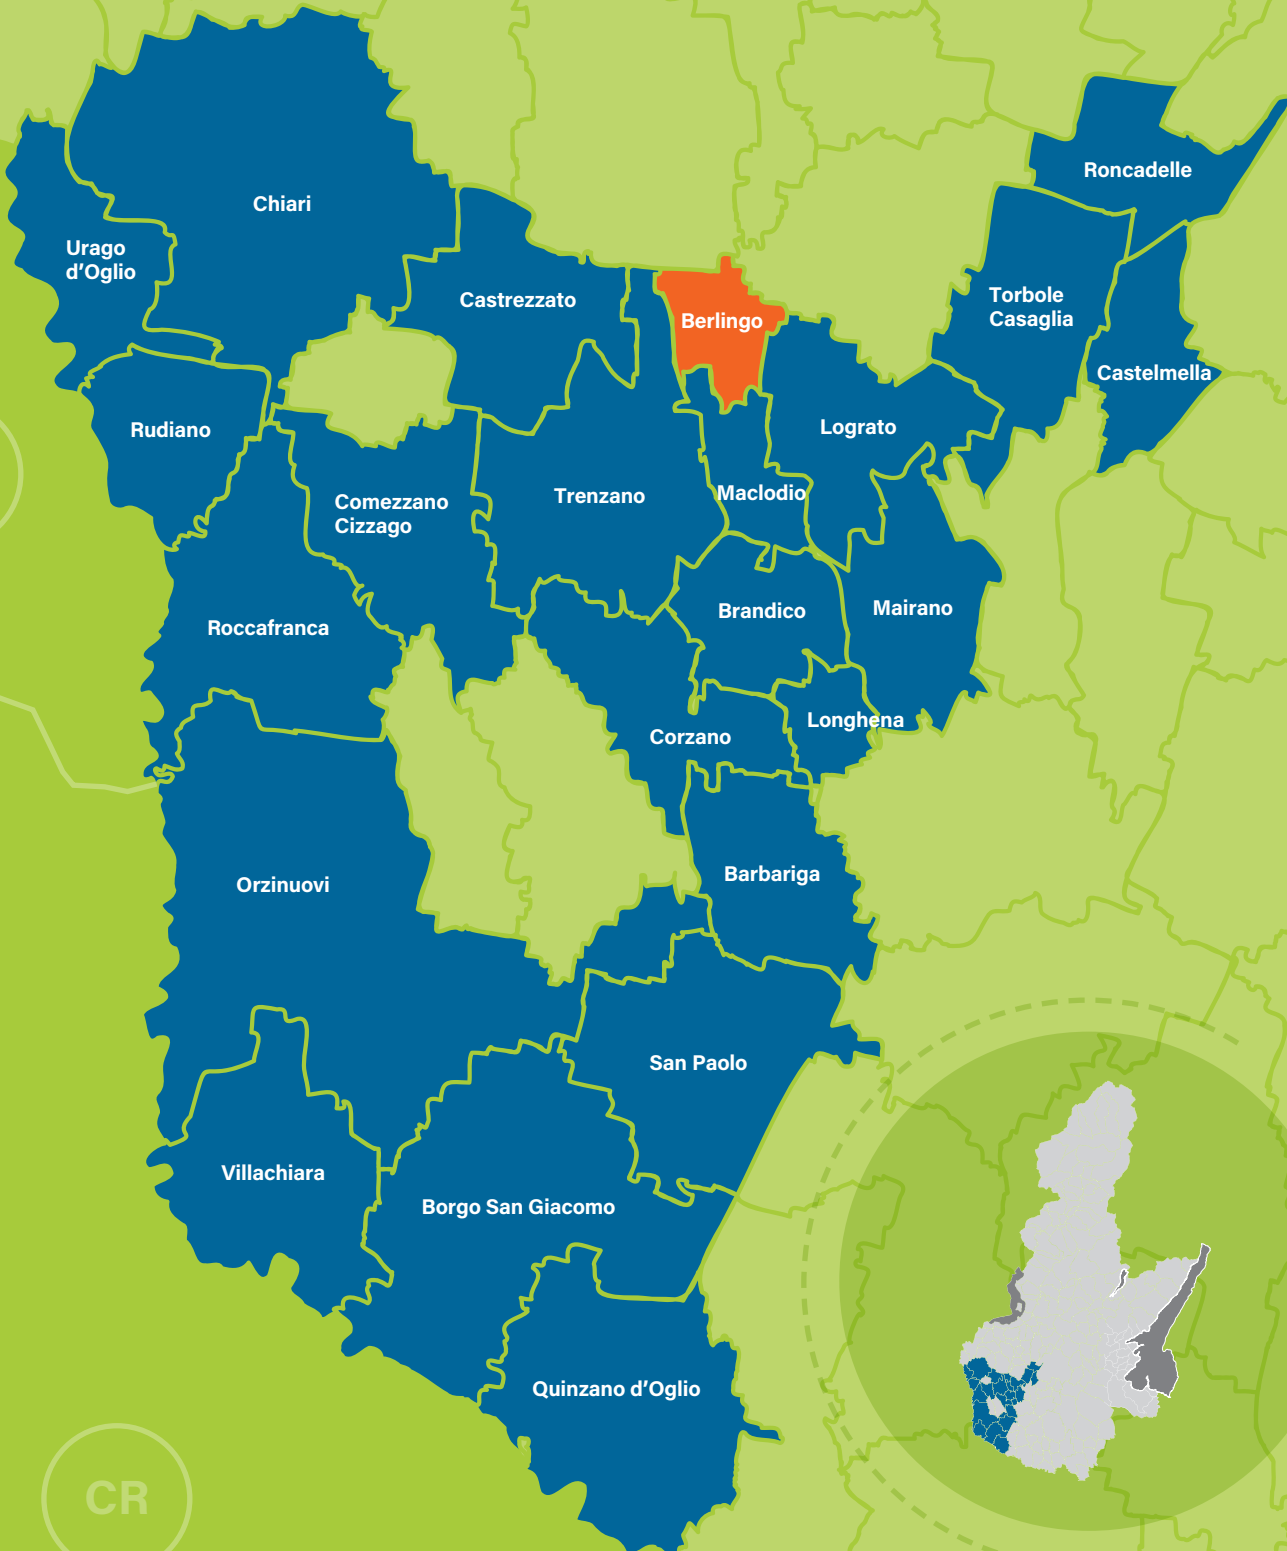 Roncadelle
Chiari
Urago
d’Oglio
Castrezzato
Berlingo
Torbole
Casaglia
Castelmella
Rudiano
Lograto
Comezzano
Cizzago
Trenzano
Maclodio
Roccafranca
Brandico
Mairano
Corzano
Longhena
Orzinuovi
Barbariga
San Paolo
Villachiara
Borgo San Giacomo
Quinzano d’Oglio
CR